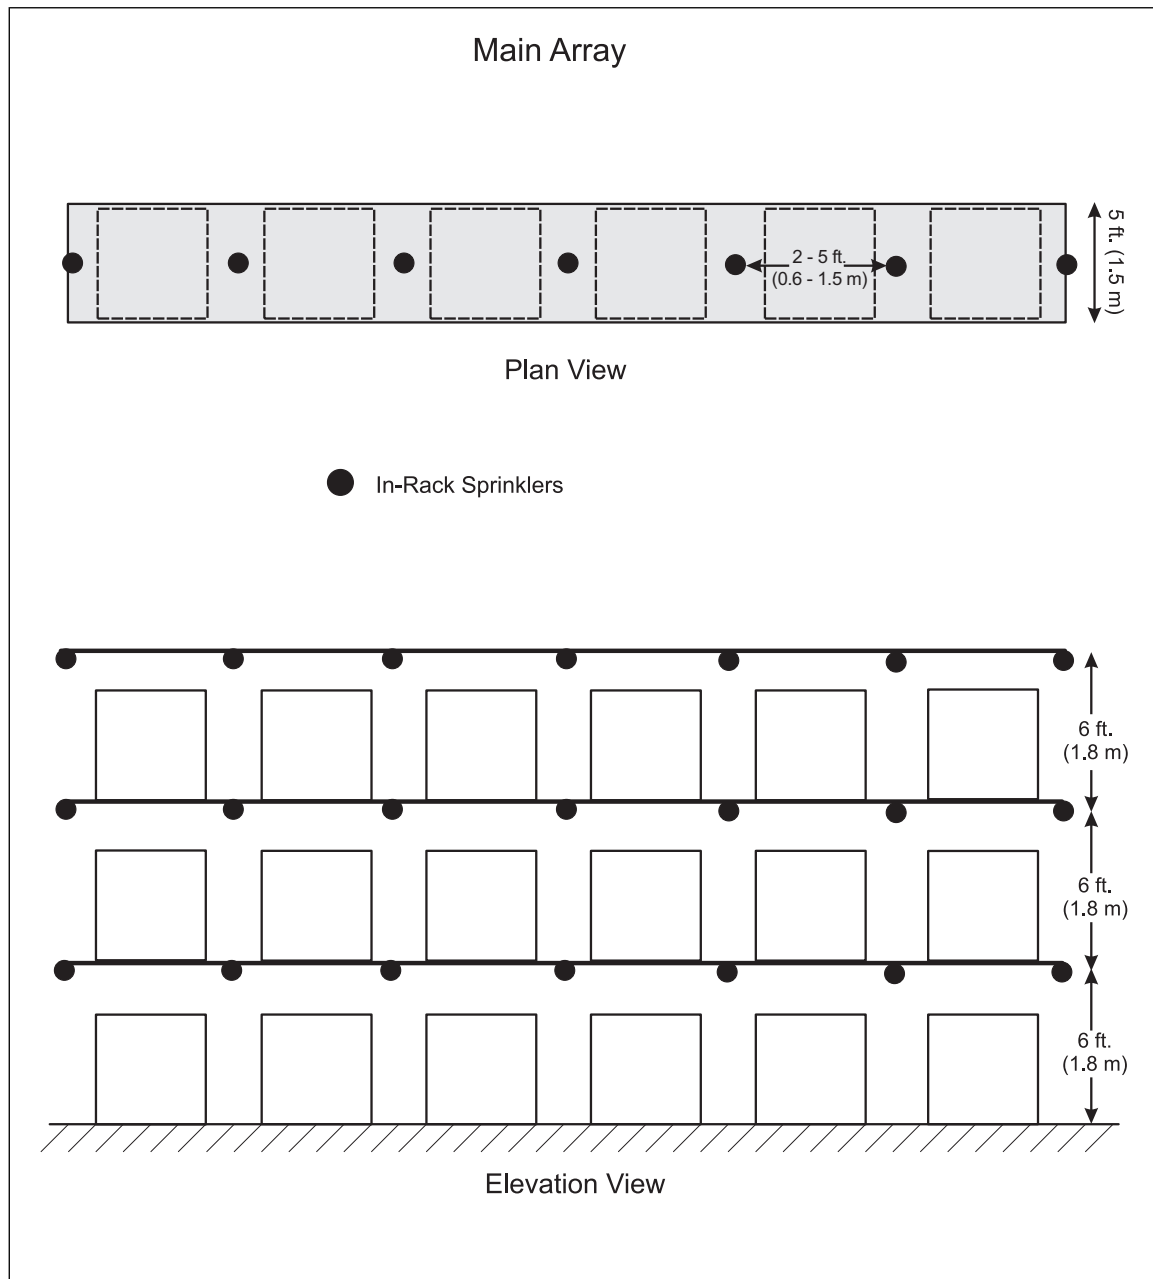 Main Array
2 - 5 ft.
(0.6 - 1.5 m)
5 ft.
(1.5 m)
Plan View
In-Rack Sprinklers
6 ft.
(1.8 m)
6 ft.
(1.8 m)
6 ft.
(1.8 m)
Elevation View